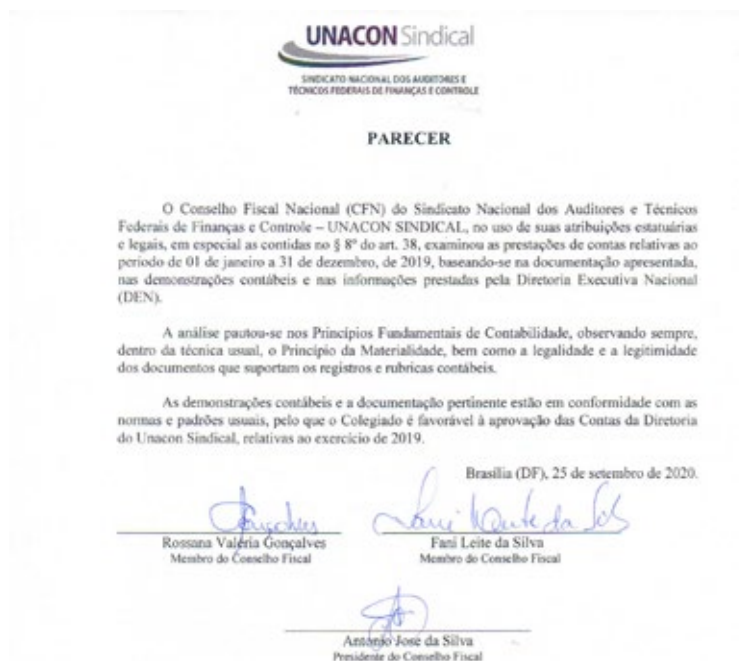 UNACON Sindical
SINDICATO NACIONAL DOS AUDITORES E
TÉCNICOS FEDERAIS DE FINANÇAS E CONTROLE
PARECER
O Conselho Fiscal Nacional (CFN) do Sindicato Nacional dos Auditores e Técnicos
Federais de Finanças e Controle – UNACON SINDICAL, no uso de suas atribuições estatuárias
e legais, em especial as contidas no § 8º do art. 38, examinou as prestações de contas relativas ao
período de 01 de janeiro a 31 de dezembro, de 2019, baseando-se na documentação apresentada,
nas demonstrações contábeis e nas informações prestadas pela Diretoria Executiva Nacional
(DEN).
A análise pautou-se nos Princípios Fundamentais de Contabilidade, observando sempre,
dentro da técnica usual, o Princípio da Materialidade, bem como a legalidade e a legitimidade
dos documentos que suportam os registros e rubricas contábeis.
As demonstrações contábeis e a documentação pertinente estão em conformidade com as
normas e padrões usuais, pelo que o Colegiado é favorável à aprovação das Contas da Diretoria
do Unacon Sindical, relativas ao exercício de 2019.
Brasília (DF), 25 de setembro de 2020.
Rossana Valéria Gonçalves
Membro do Conselho Fiscal
Fani Leite da Silva
Membro do Conselho Fiscal
Antonio José da Silva
Presidente do Conselho Fiscal